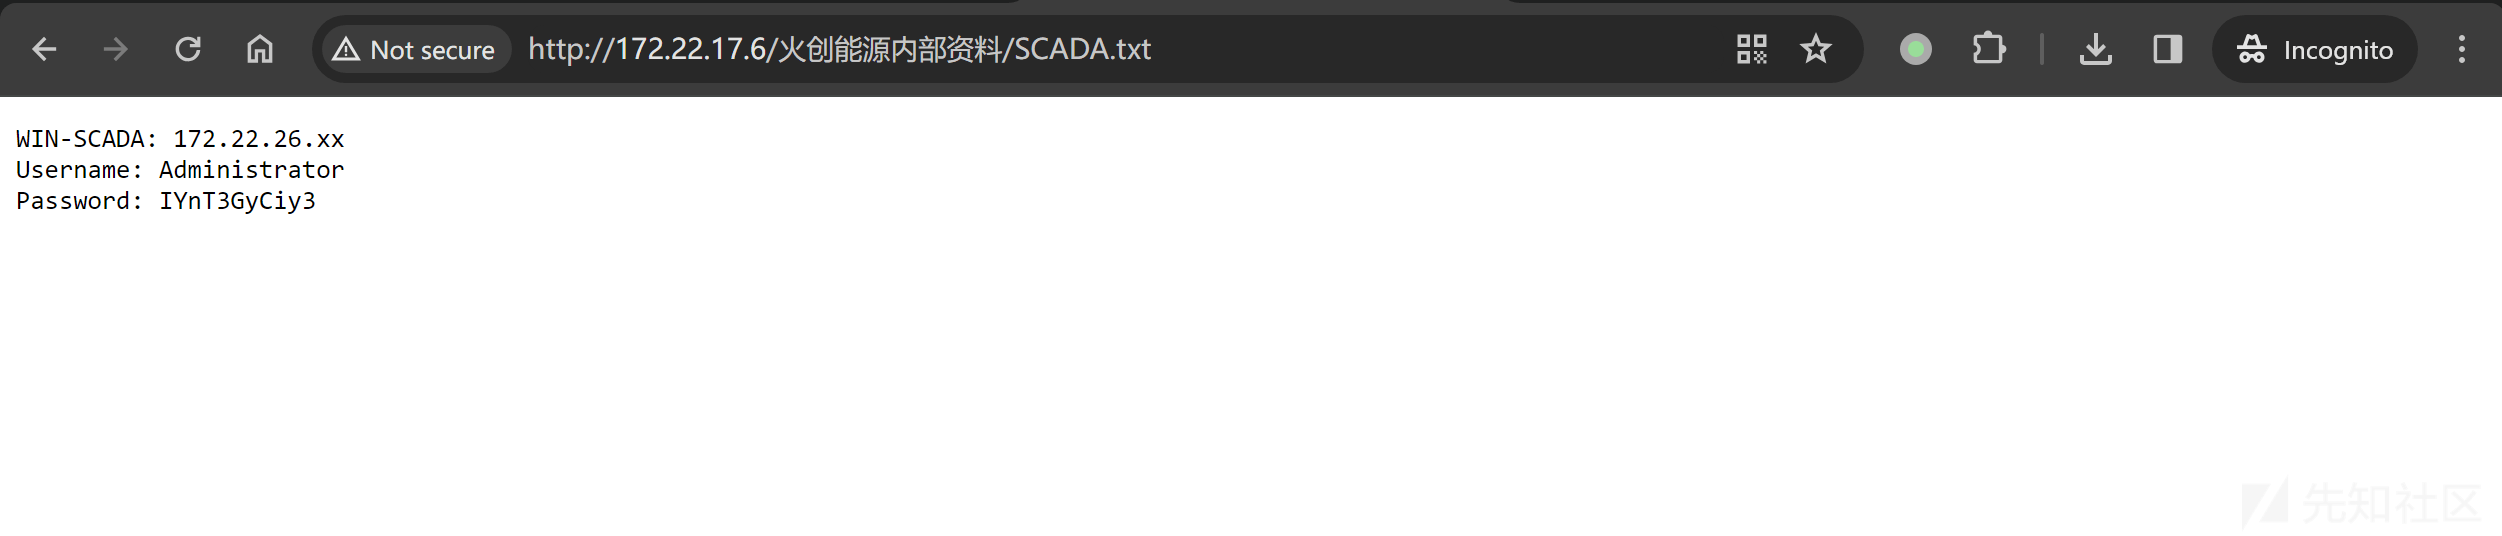 Not secure http://172.22.17.6/火创能源内部资料/SCADA.txt Incognito
WIN-SCADA: 172.22.26.xx
Username: Administrator
Password: IYnT3GyCiy3
先知社区